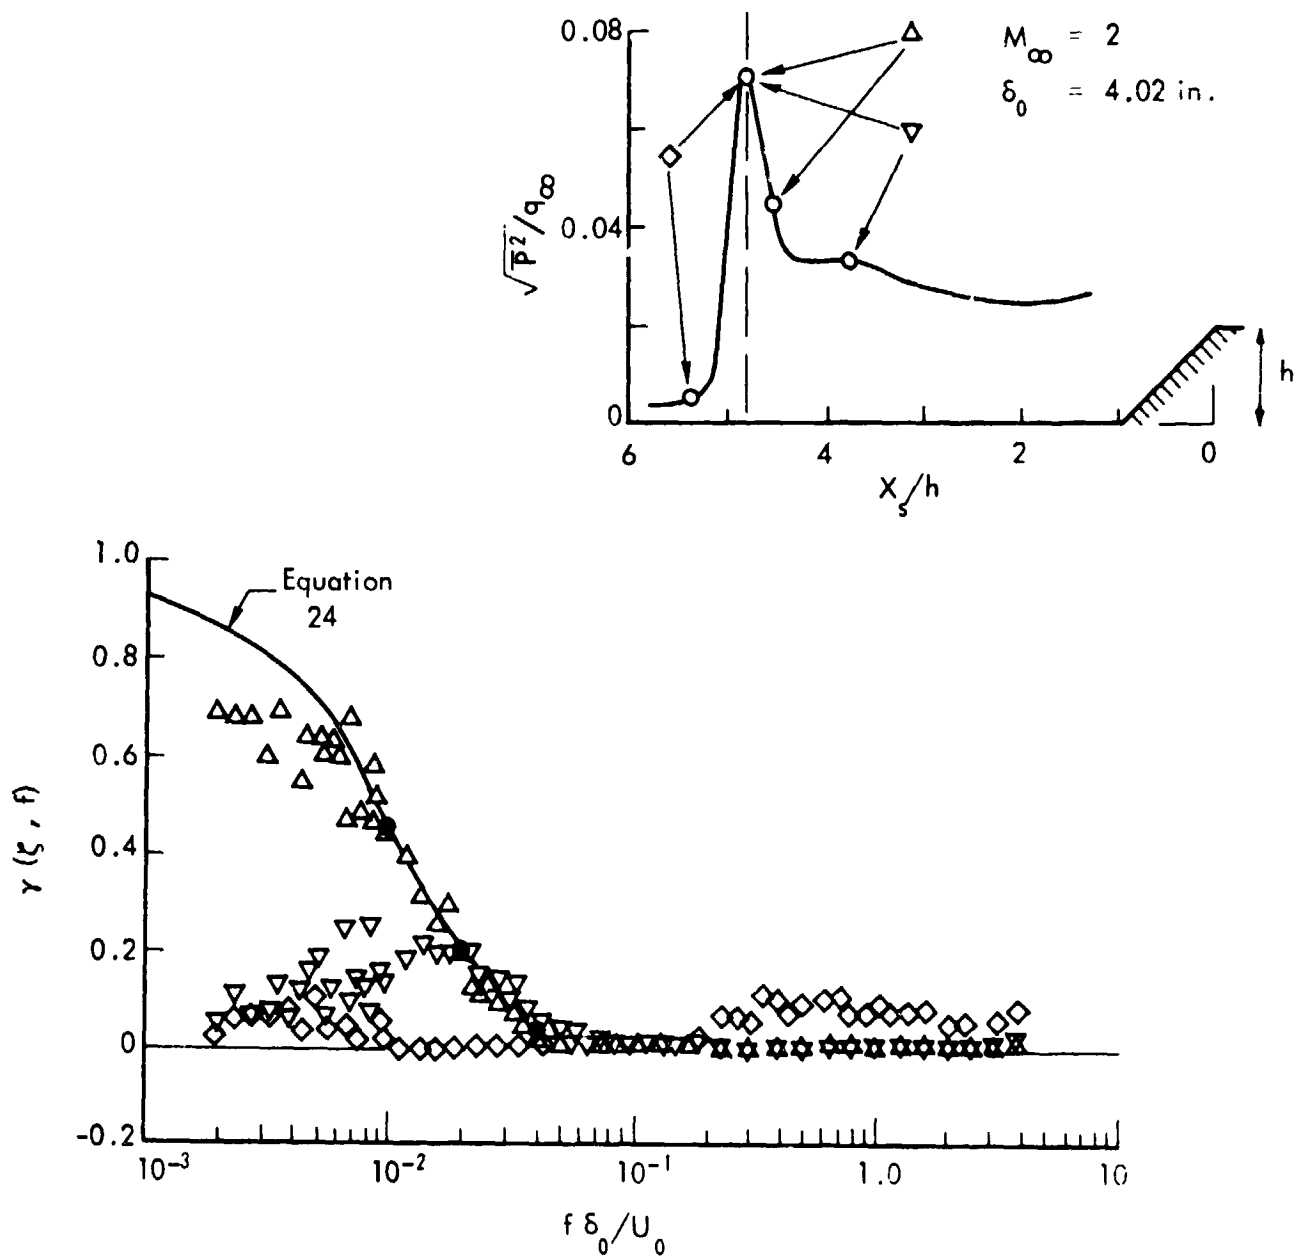 0.08
M∞ = 2
δ₀ = 4.02 in.
√P̅²/q∞
0.04
0
6
4
2
0
h
X_s/h
1.0
Equation
24
0.8
0.6
0.4
0.2
0
-0.2
γ (ζ, f)
10⁻³
10⁻²
10⁻¹
1.0
10
f δ₀/U₀